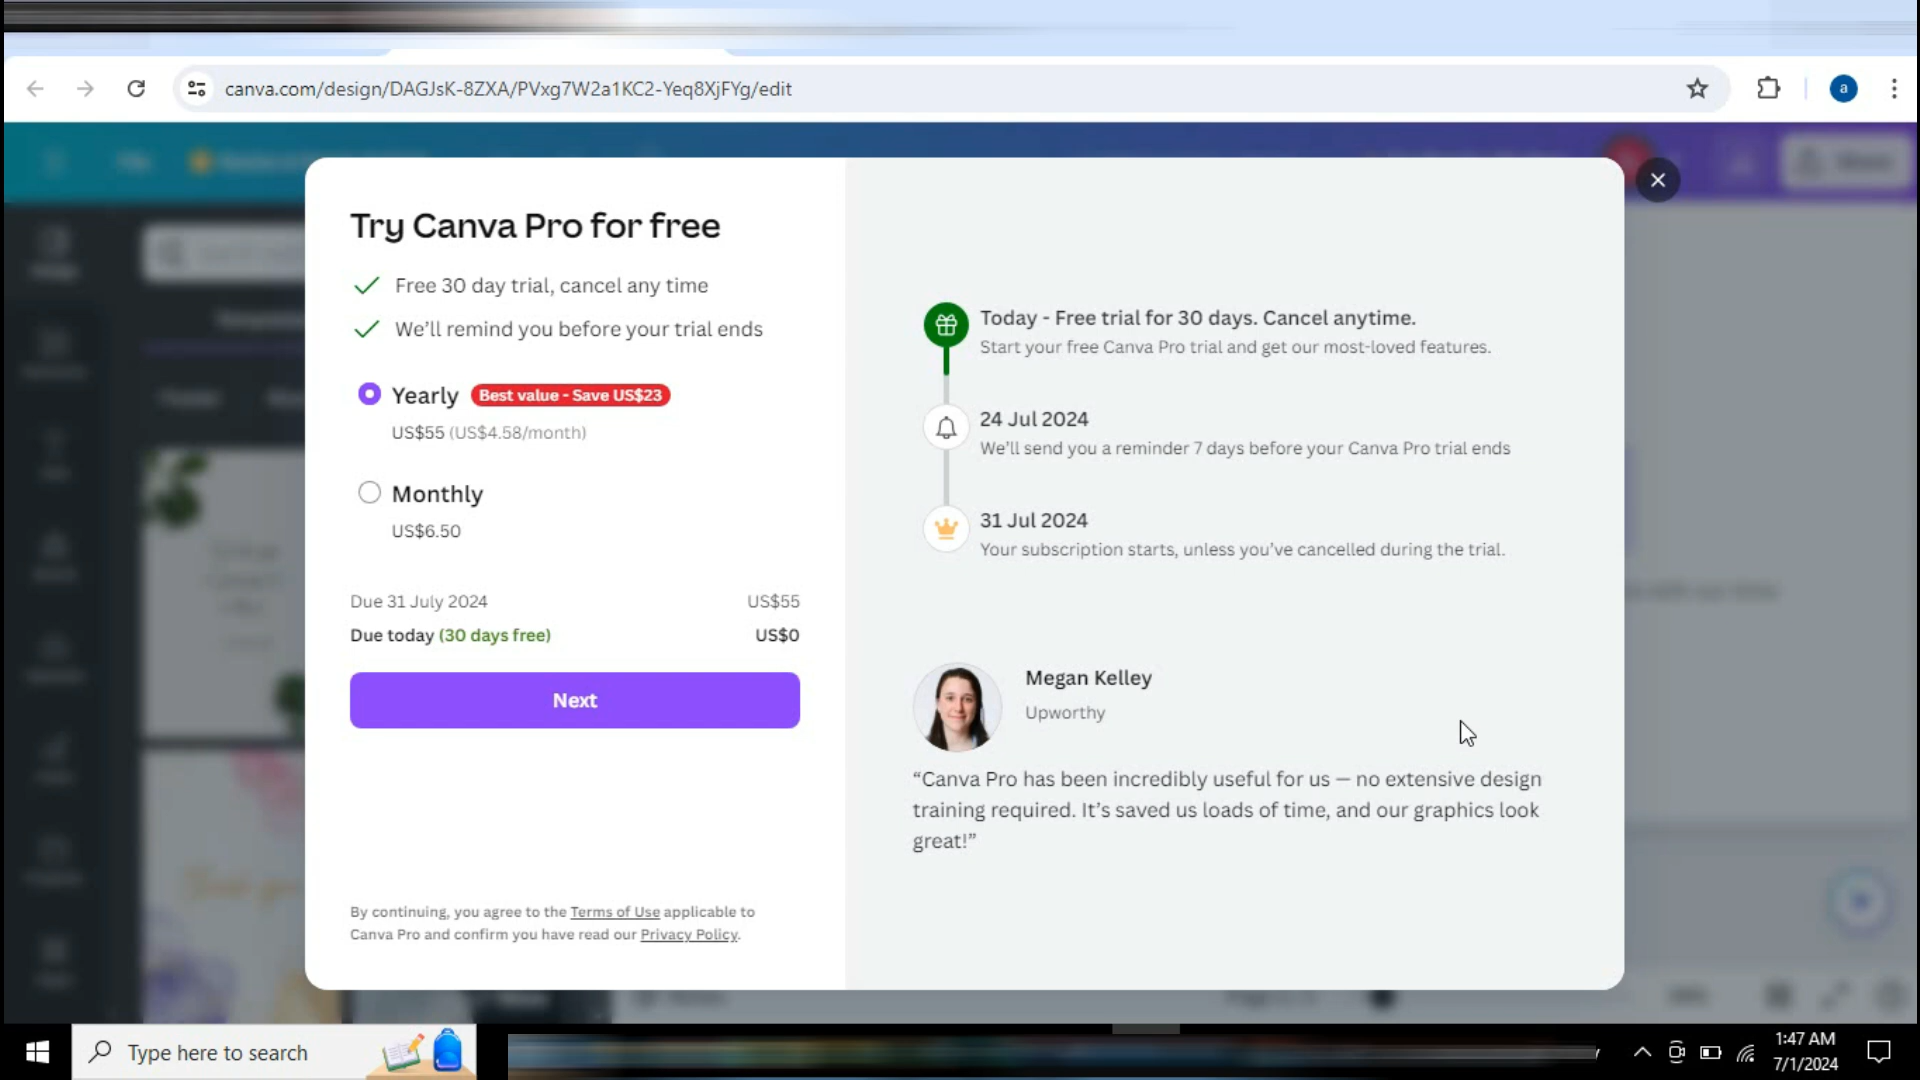 canva.com/design/DAGJsK-8ZXA/PVxg7W2a1KC2-Yeq8XjFYg/edit
a
Try Canva Pro for free
Free 30 day trial, cancel any time
We’ll remind you before your trial ends
Yearly Best value - Save US$23
US$55 (US$4.58/month)
Monthly
US$6.50
Due 31 July 2024 US$55
Due today (30 days free) US$0
Next
By continuing, you agree to the Terms of Use applicable to
Canva Pro and confirm you have read our Privacy Policy.
Today - Free trial for 30 days. Cancel anytime.
Start your free Canva Pro trial and get our most-loved features.
24 Jul 2024
We’ll send you a reminder 7 days before your Canva Pro trial ends
31 Jul 2024
Your subscription starts, unless you’ve cancelled during the trial.
Megan Kelley
Upworthy
“Canva Pro has been incredibly useful for us — no extensive design
training required. It’s saved us loads of time, and our graphics look
great!”
Type here to search
1:47 AM
7/1/2024